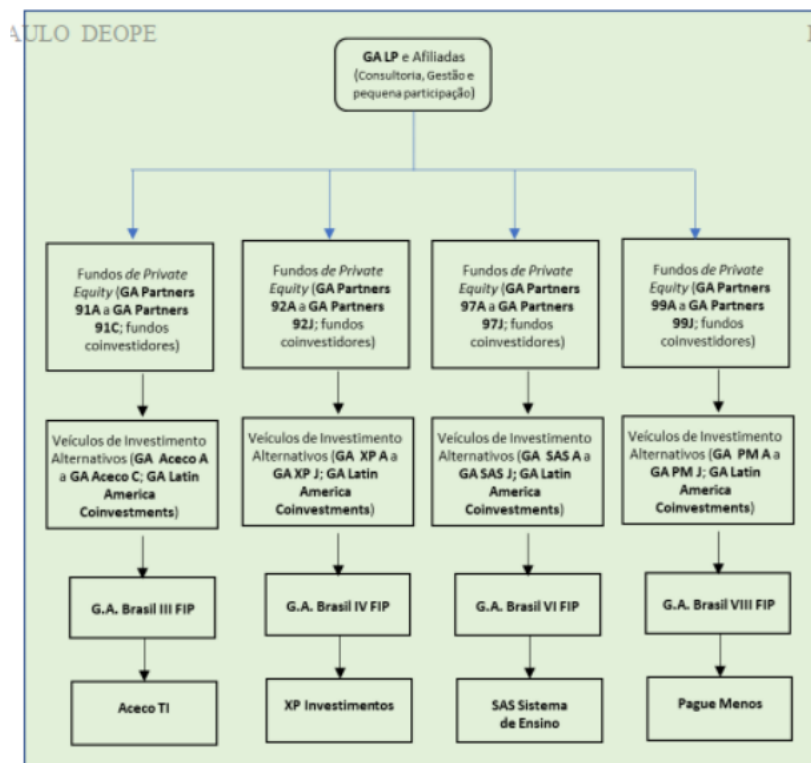 AULO DEOPE
GA LP e Afiliadas
(Consultoria, Gestão e
pequena participação)
Fundos de Private
Equity (GA Partners
91A a GA Partners
91C; fundos
coinvestidores)
Fundos de Private
Equity (GA Partners
92A a GA Partners
92J; fundos
coinvestidores)
Fundos de Private
Equity (GA Partners
97A a GA Partners
97J; fundos
coinvestidores)
Fundos de Private
Equity (GA Partners
99A a GA Partners
99J; fundos
coinvestidores)
Veículos de Investimento
Alternativos (GA Aceco A
a GA Aceco C; GA Latin
America
Coinvestments)
Veículos de Investimento
Alternativos (GA XP A a
GA XP J; GA Latin
America
Coinvestments)
Veículos de Investimento
Alternativos (GA SAS A a
GA SAS J; GA Latin
America
Coinvestments)
Veículos de Investimento
Alternativos (GA PM A a
GA PM J; GA Latin
America
Coinvestments)
G.A. Brasil III FIP
G.A. Brasil IV FIP
G.A. Brasil VI FIP
G.A. Brasil VIII FIP
Aceco TI
XP Investimentos
SAS Sistema
de Ensino
Pague Menos